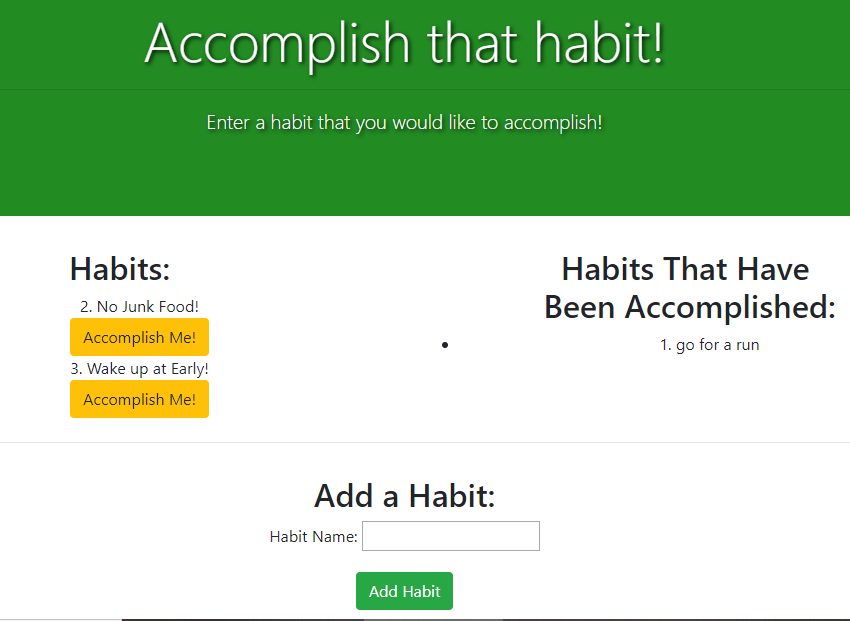 Accomplish that habit!
Enter a habit that you would like to accomplish!
Habits:
2. No Junk Food!
Accomplish Me!
3. Wake up at Early!
Accomplish Me!
•
Habits That Have
Been Accomplished:
1. go for a run
Add a Habit:
Habit Name:
Add Habit